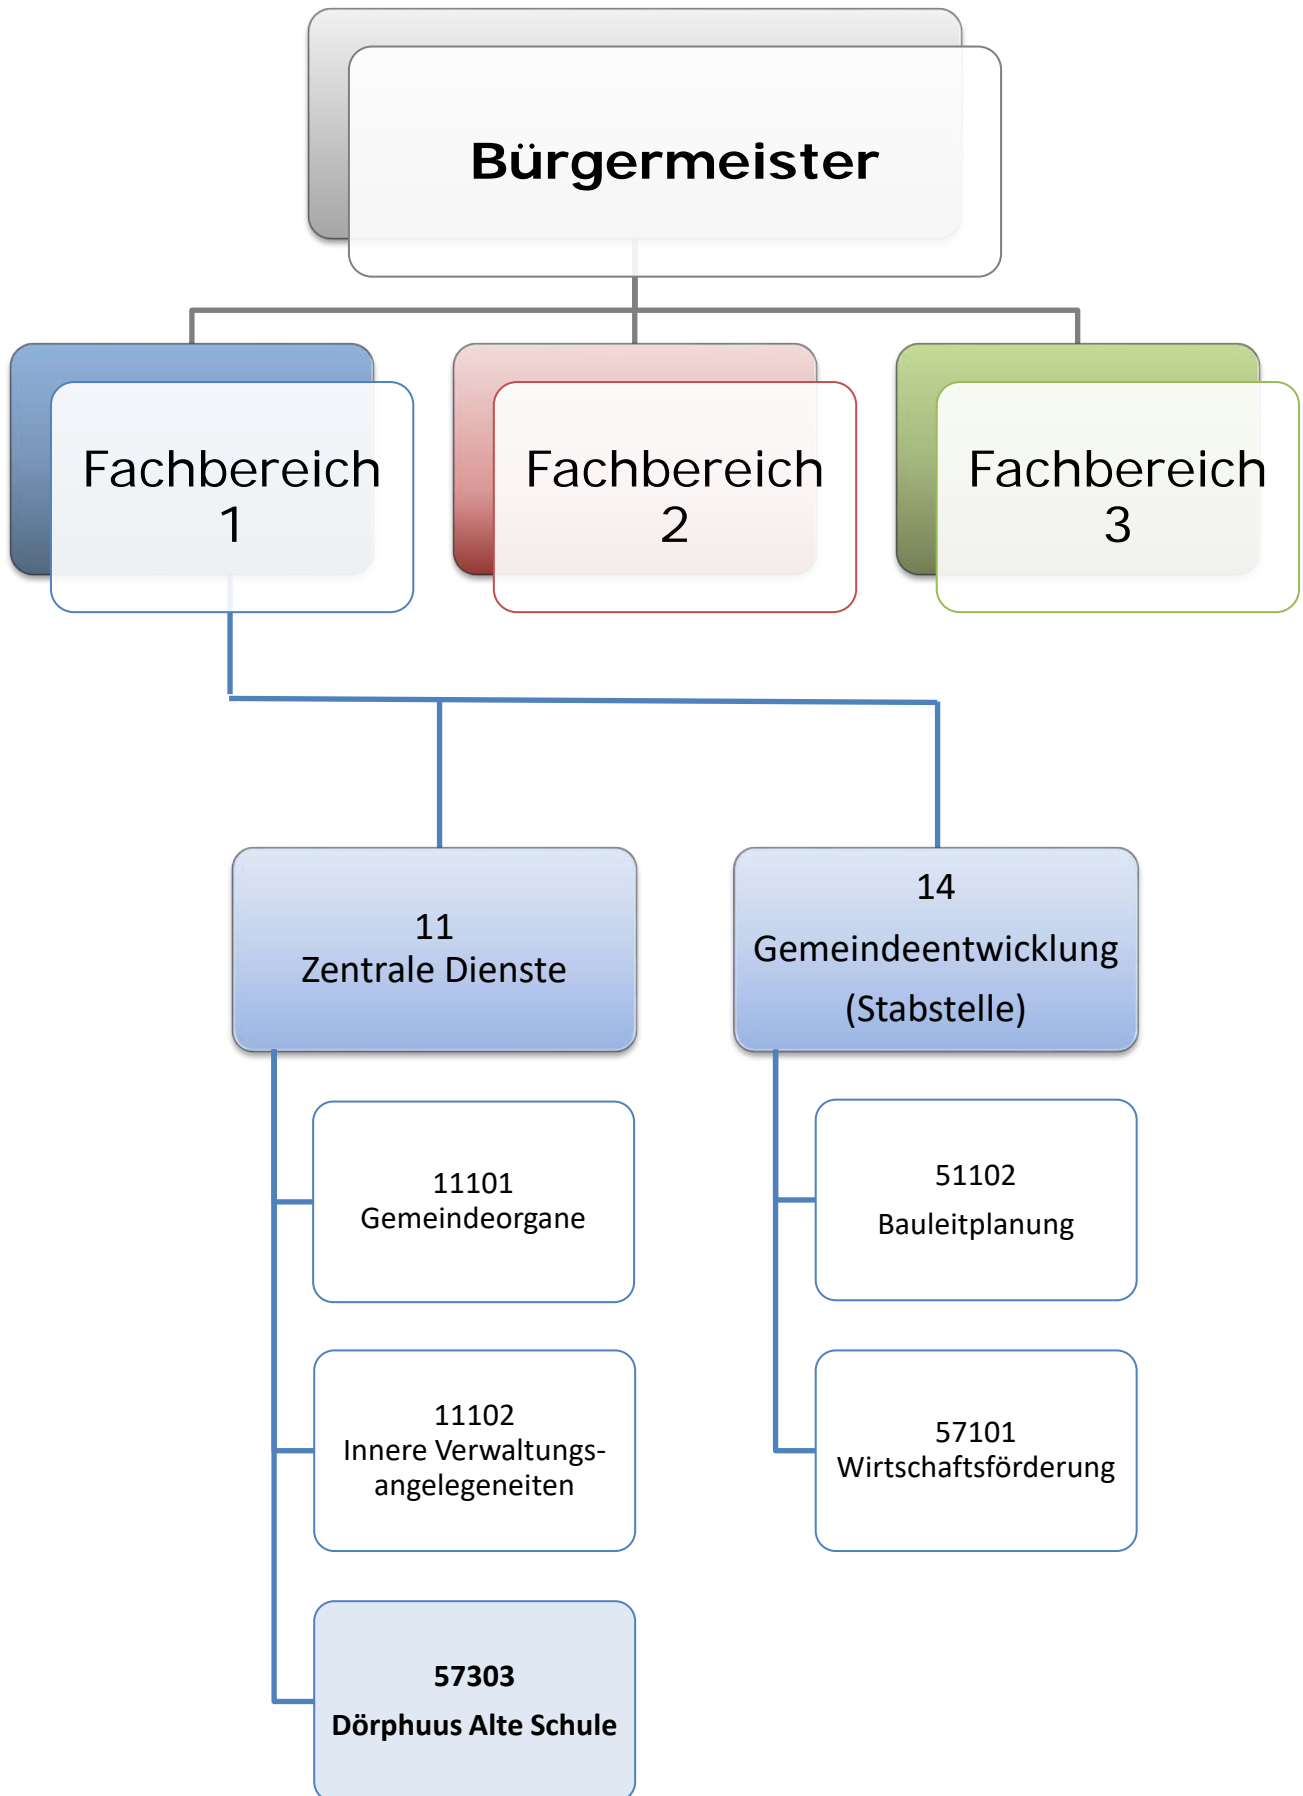 Bürgermeister
Fachbereich
1
Fachbereich
2
Fachbereich
3
11
Zentrale Dienste
14
Gemeindeentwicklung
(Stabstelle)
11101
Gemeindeorgane
51102
Bauleitplanung
11102
Innere Verwaltungs-
angelegeneiten
57101
Wirtschaftsförderung
57303
Dörphuus Alte Schule